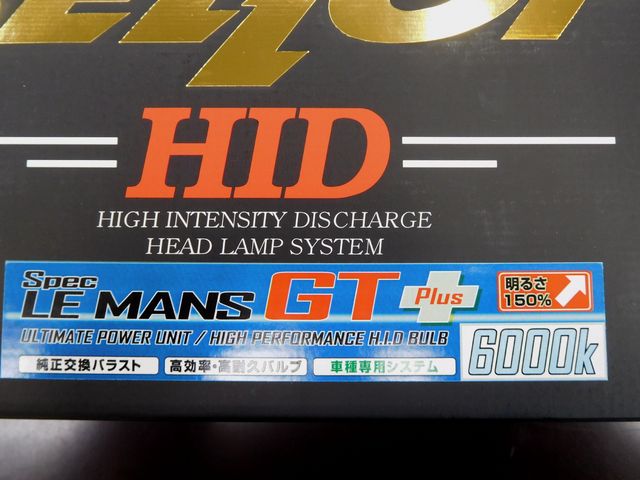 HID
HIGH INTENSITY DISCHARGE
HEAD LAMP SYSTEM
Spec
LE MANS GT Plus
明るさ
150%
ULTIMATE POWER UNIT / HIGH PERFORMANCE H.I.D BULB
6000k
純正交換バラスト 高効率・高耐久バルブ 車種専用システム